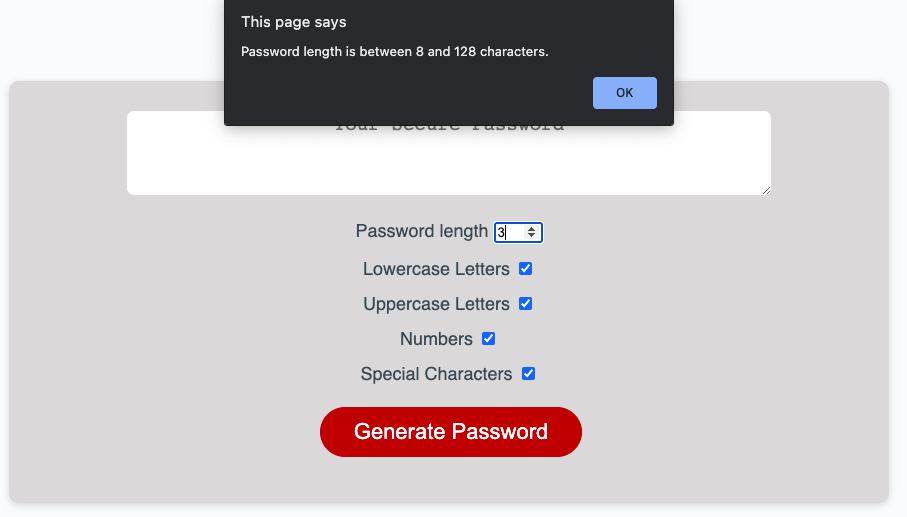 This page says
Password length is between 8 and 128 characters.
OK
Your Secure Password
Password length 3
Lowercase Letters
Uppercase Letters
Numbers
Special Characters
Generate Password